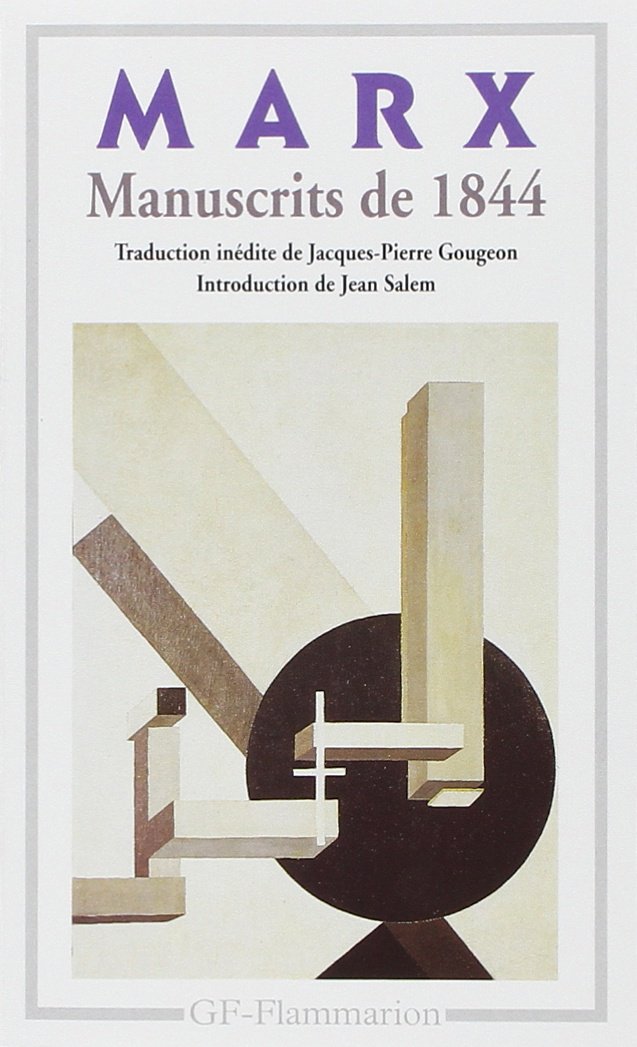 MARX
Manuscrits de 1844
Traduction inédite de Jacques-Pierre Gougeon
Introduction de Jean Salem
GF-Flammarion